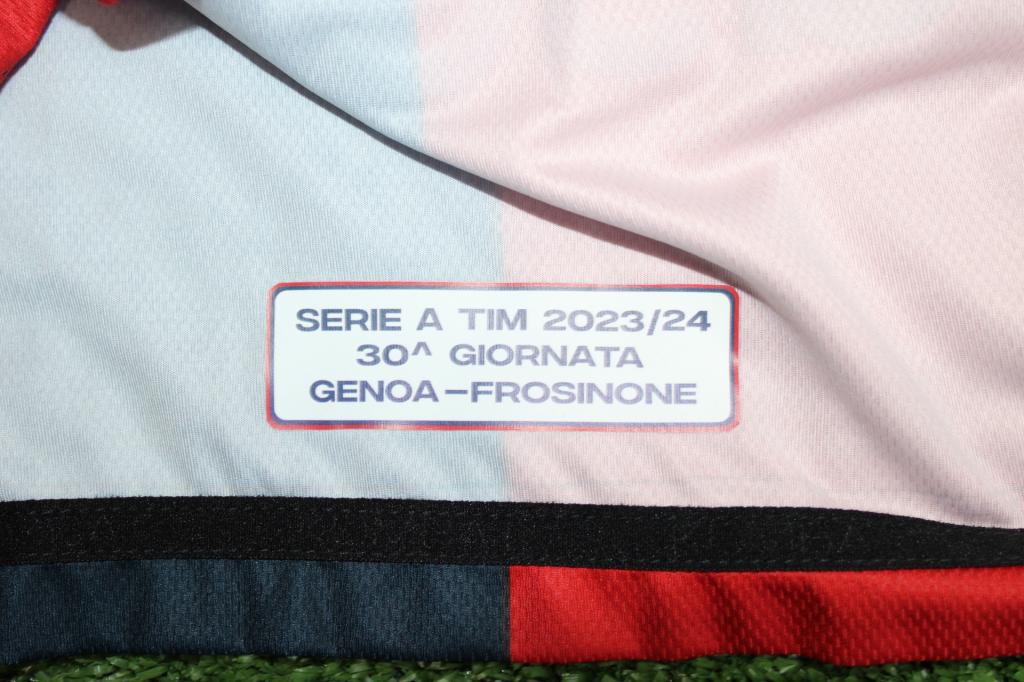 SERIE A TIM 2023/24
30^ GIORNATA
GENOA-FROSINONE